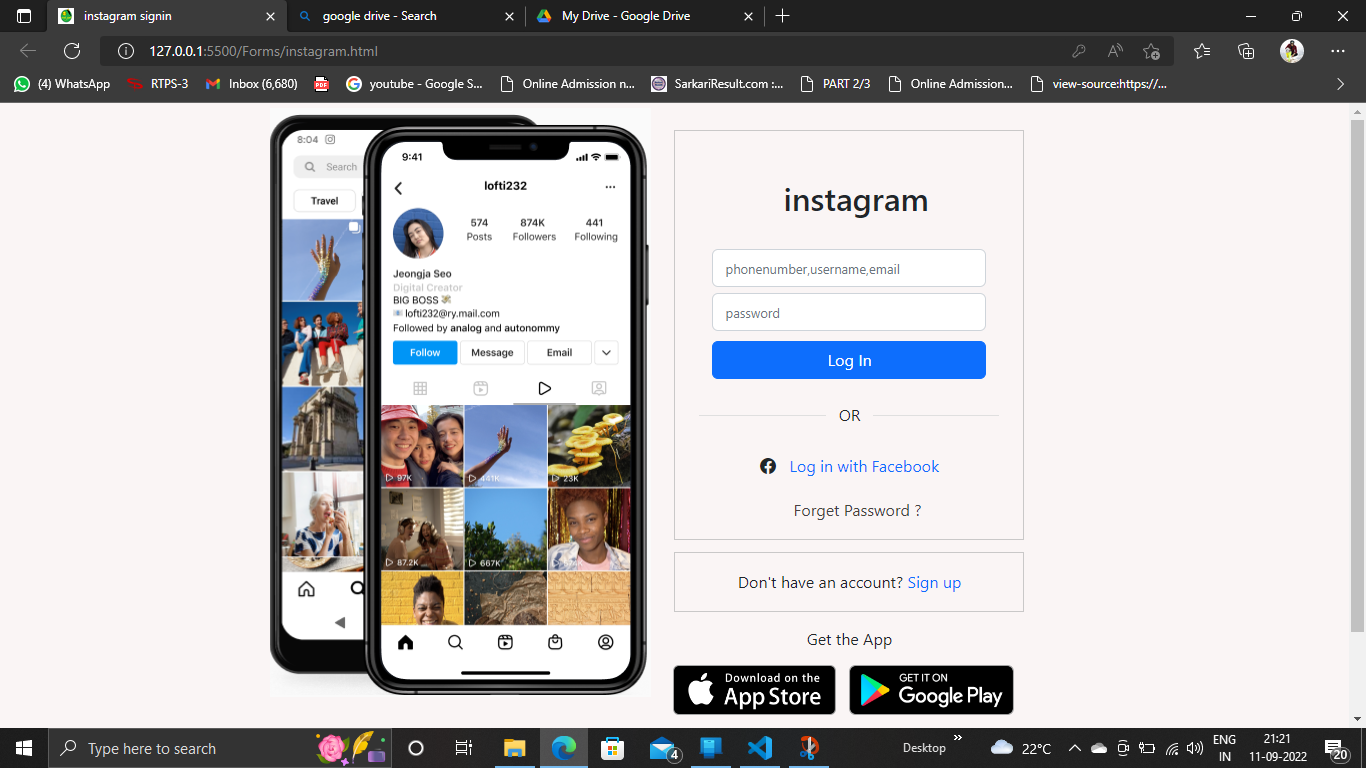 instagram signin
google drive - Search
My Drive - Google Drive
127.0.0.1:5500/Forms/instagram.html
(4) WhatsApp
RTPS-3
Inbox (6,680)
PDF
youtube - Google S...
Online Admission n...
SarkariResult.com :...
PART 2/3
Online Admission...
view-source:https://...
8:04
Search
Travel
9:41
lofti232
574 874K 441
Posts Followers Following
Jeongja Seo
Digital Creator
BIG BOSS
lofti232@ry.mail.com
Followed by analog and autonommy
Follow Message Email
97K 441K 23K
87.2K 667K
instagram
phonenumber,username,email
password
Log In
OR
Log in with Facebook
Forget Password ?
Don't have an account? Sign up
Get the App
Download on the
App Store
GET IT ON
Google Play
Type here to search
4
Desktop
22°C
ENG
IN
21:21
11-09-2022
20